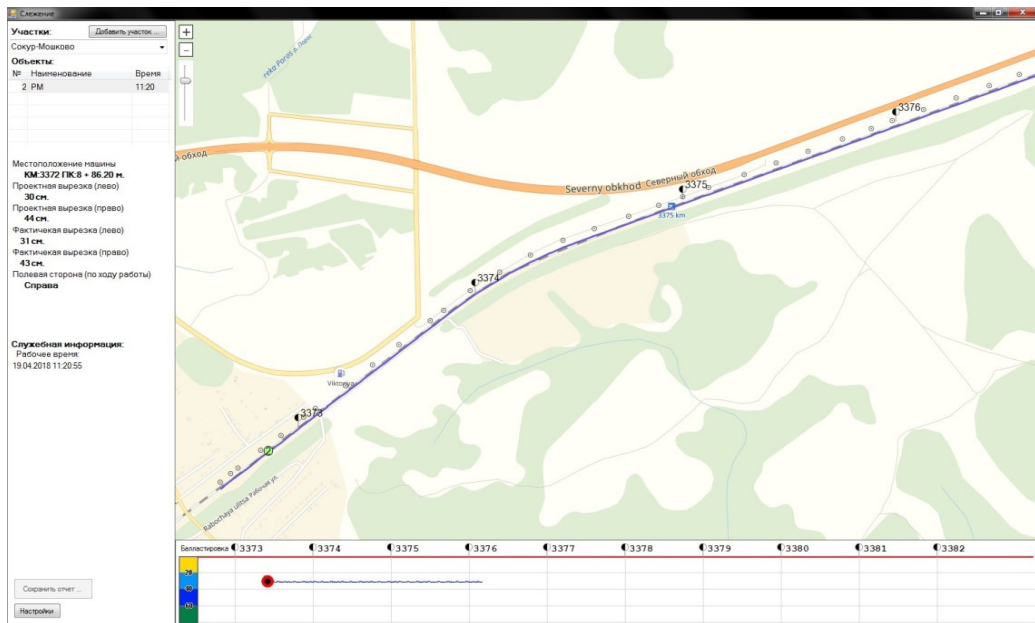 Слежение
Участки:
Добавить участок ...
Сокур-Мошково
Объекты:
№ Наименование Время
2 РМ 11:20
Местоположение машины
КМ:3372 ПК:8 + 86.20 м.
Проектная вырезка (лево)
30 см.
Проектная вырезка (право)
44 см.
Фактичекая вырезка (лево)
31 см.
Фактичекая вырезка (право)
43 см.
Полевая сторона (по ходу работы)
Справа
Служебная информация:
Рабочее время:
19.04.2018 11:20:55
Сохранить отчет ...
Настройки
+
-
й обход
3376
Severny obkhod Северный обход
3375
3375 km
3374
3373
2
Rabochaya ulitsa Рабочая ул.
Балластировка 3373 3374 3375 3376 3377 3378 3379 3380 3381 3382